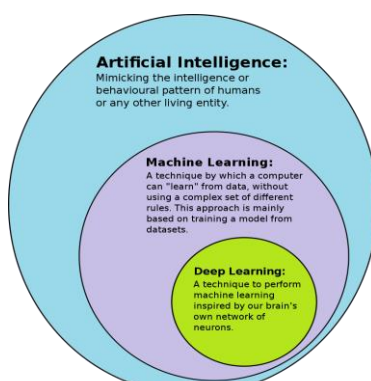 Artificial Intelligence:
Mimicking the intelligence or
behavioural pattern of humans
or any other living entity.
Machine Learning:
A technique by which a computer
can "learn" from data, without
using a complex set of different
rules. This approach is mainly
based on training a model from
datasets.
Deep Learning:
A technique to perform
machine learning
inspired by our brain's
own network of
neurons.